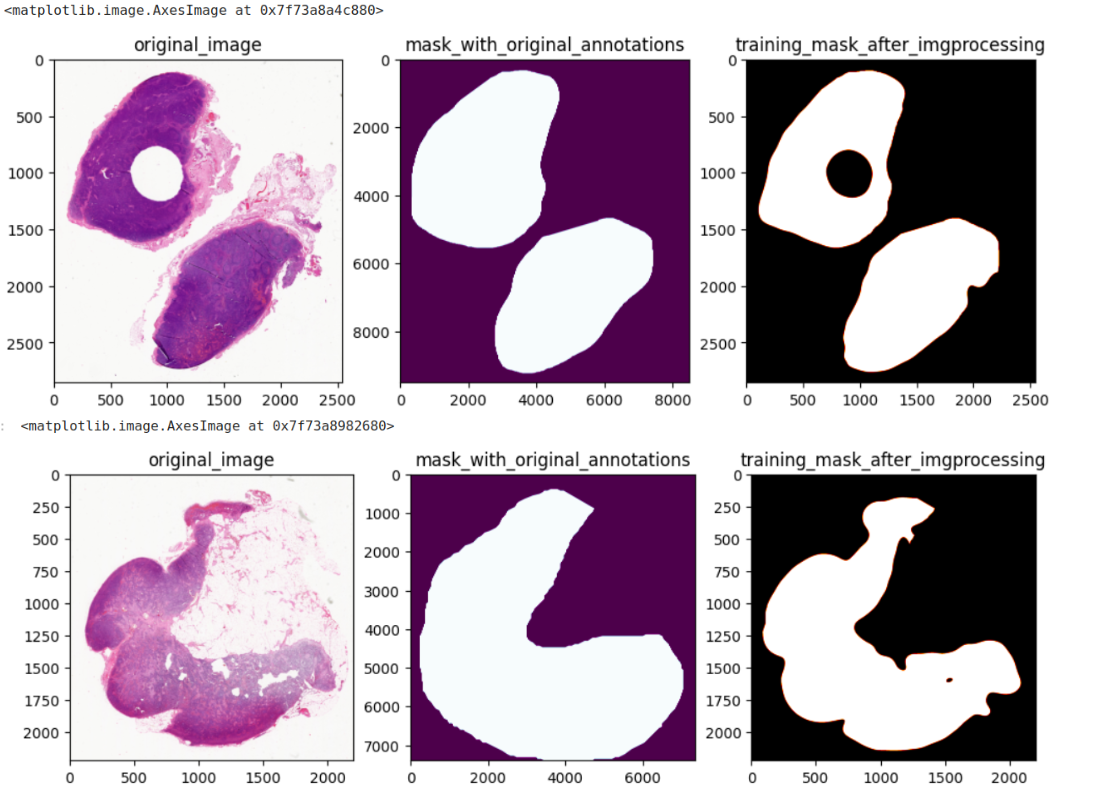 <matplotlib.image.AxesImage at 0x7f73a8a4c880>
original_image mask_with_original_annotations training_mask_after_imgprocessing
0 0 0
500 2000 500
1000 4000 1000
1500 1500
2000 6000 2000
2500 8000 2500
0 500 1000 1500 2000 2500 0 2000 4000 6000 8000 0 500 1000 1500 2000 2500
: <matplotlib.image.AxesImage at 0x7f73a8982680>
original_image mask_with_original_annotations training_mask_after_imgprocessing
0 0 0
250 1000 250
500 2000 500
750 3000 750
1000 4000 1000
1250 5000 1250
1500 6000 1500
1750 7000 1750
2000 2000
0 500 1000 1500 2000 0 2000 4000 6000 0 500 1000 1500 2000